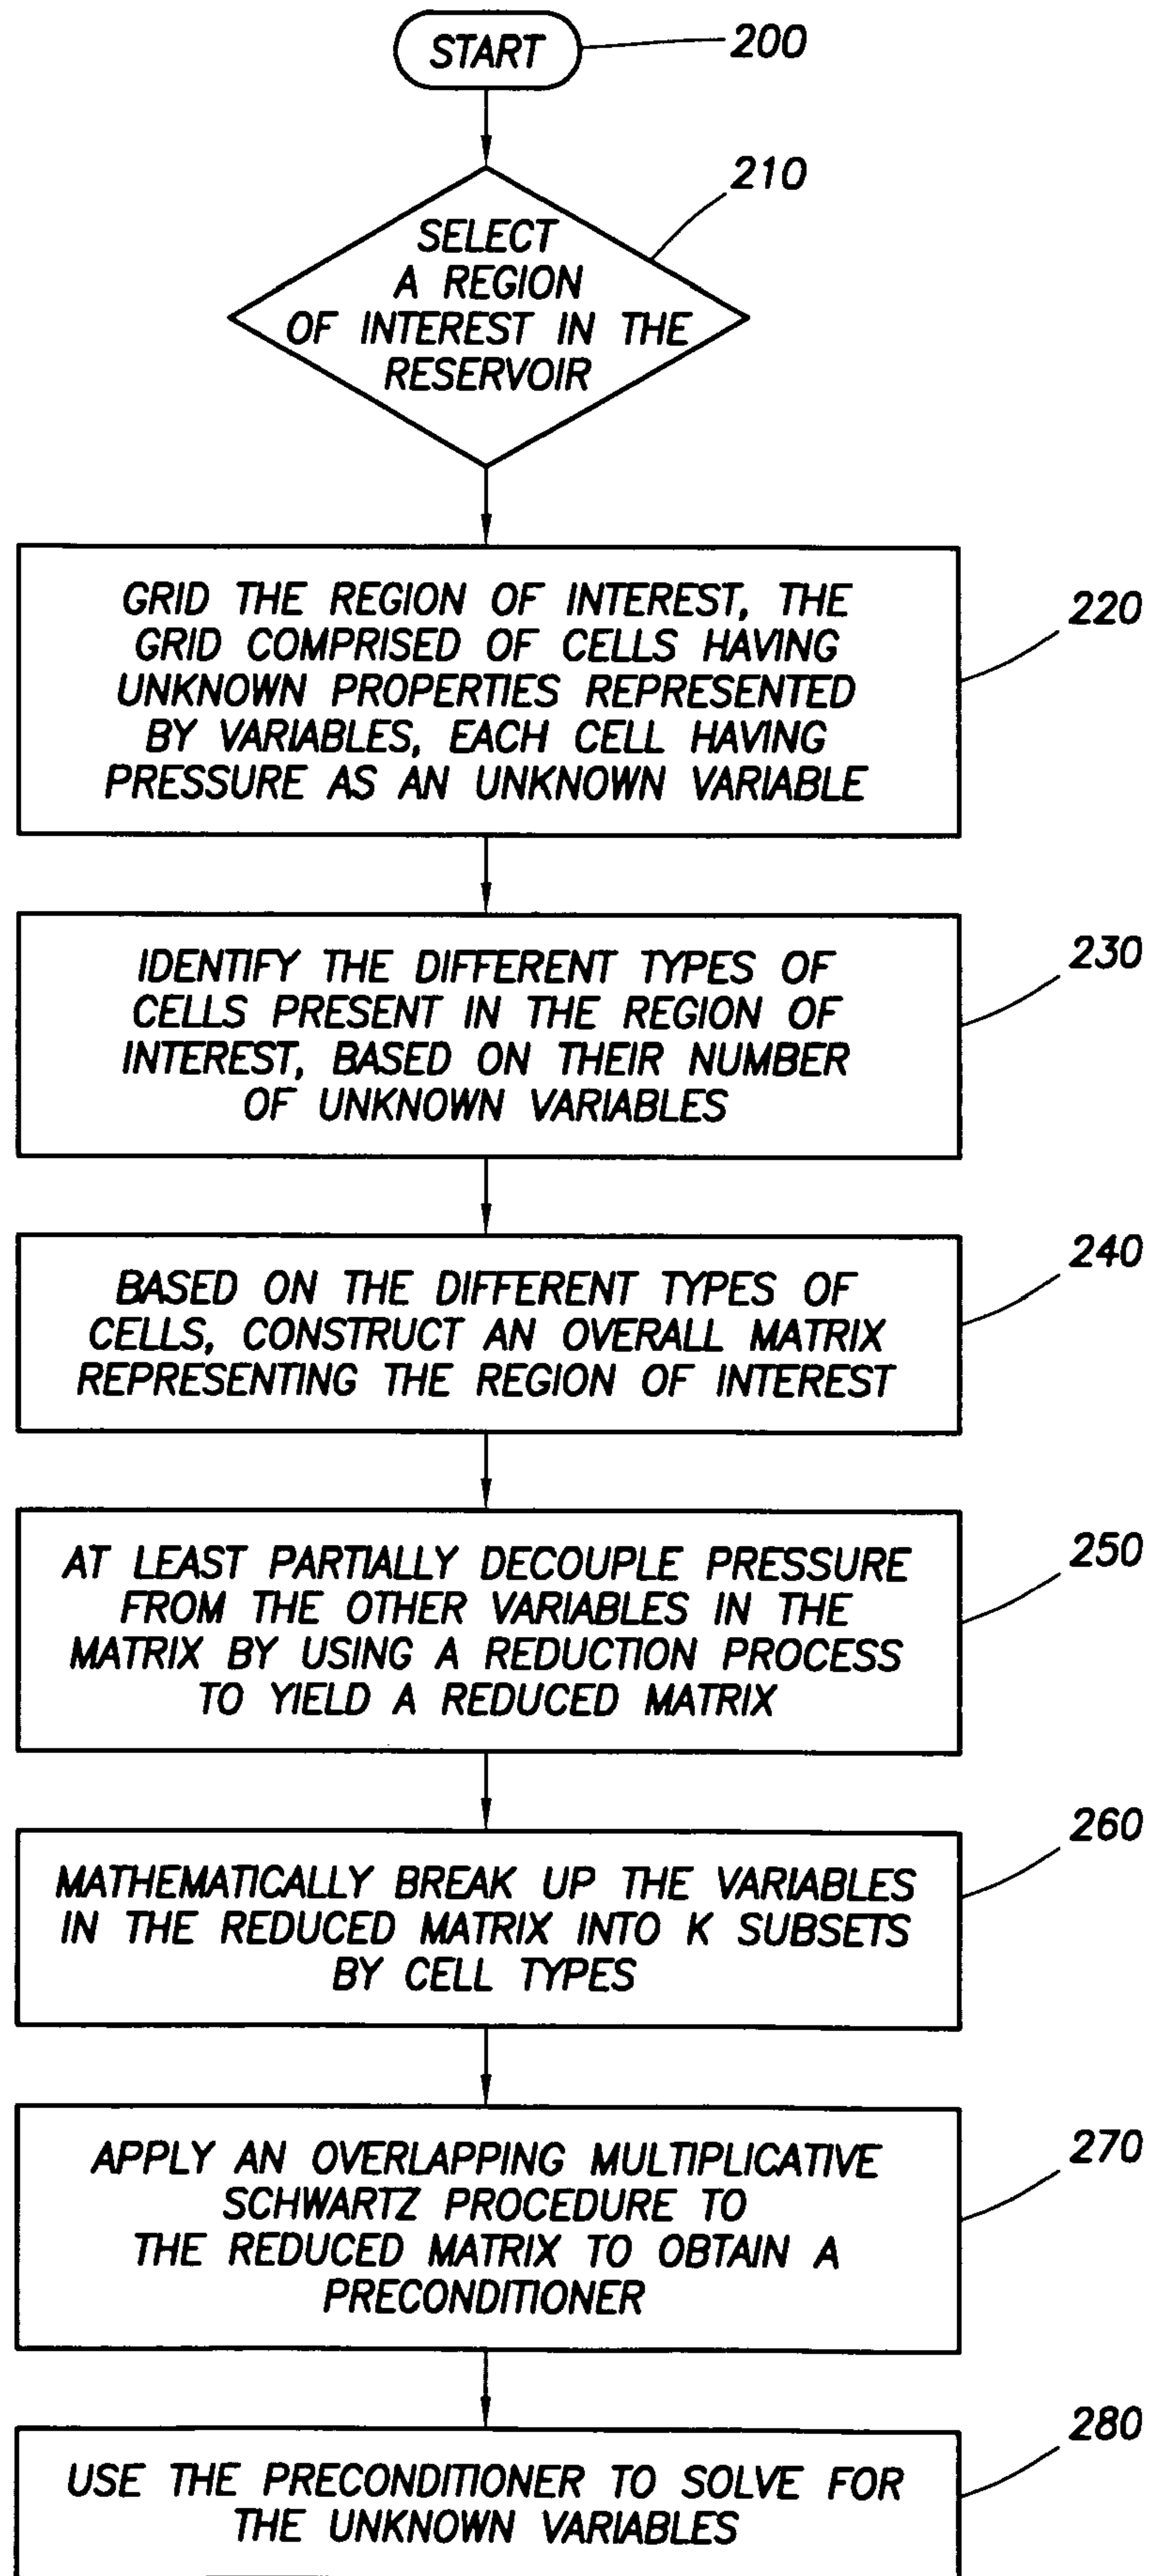 START
200
210
SELECT
A REGION
OF INTEREST IN THE
RESERVOIR
GRID THE REGION OF INTEREST, THE
GRID COMPRISED OF CELLS HAVING
UNKNOWN PROPERTIES REPRESENTED
BY VARIABLES, EACH CELL HAVING
PRESSURE AS AN UNKNOWN VARIABLE
220
IDENTIFY THE DIFFERENT TYPES OF
CELLS PRESENT IN THE REGION OF
INTEREST, BASED ON THEIR NUMBER
OF UNKNOWN VARIABLES
230
BASED ON THE DIFFERENT TYPES OF
CELLS, CONSTRUCT AN OVERALL MATRIX
REPRESENTING THE REGION OF INTEREST
240
AT LEAST PARTIALLY DECOUPLE PRESSURE
FROM THE OTHER VARIABLES IN THE
MATRIX BY USING A REDUCTION PROCESS
TO YIELD A REDUCED MATRIX
250
MATHEMATICALLY BREAK UP THE VARIABLES
IN THE REDUCED MATRIX INTO K SUBSETS
BY CELL TYPES
260
APPLY AN OVERLAPPING MULTIPLICATIVE
SCHWARTZ PROCEDURE TO
THE REDUCED MATRIX TO OBTAIN A
PRECONDITIONER
270
USE THE PRECONDITIONER TO SOLVE FOR
THE UNKNOWN VARIABLES
280